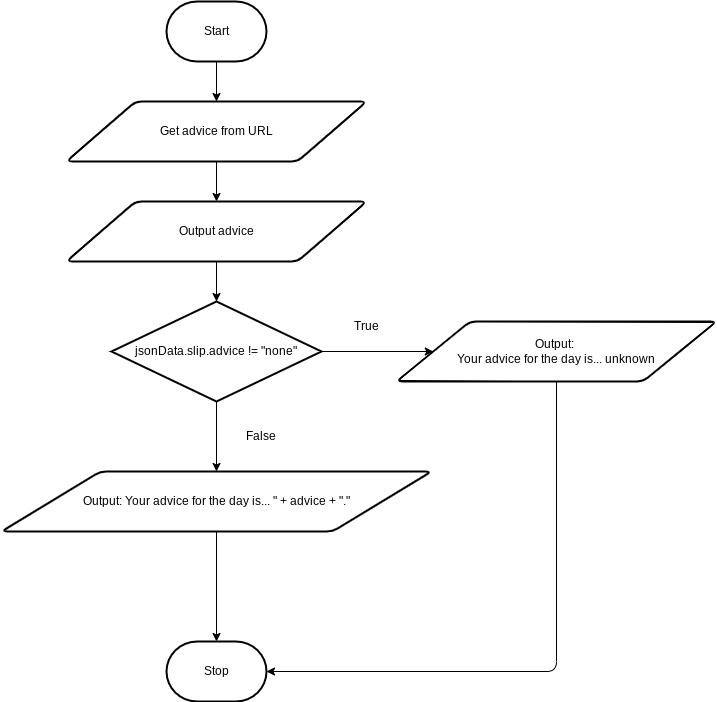 Start
Get advice from URL
Output advice
jsonData.slip.advice != "none"
True
Output:
Your advice for the day is... unknown
False
Output: Your advice for the day is... " + advice + "."
Stop